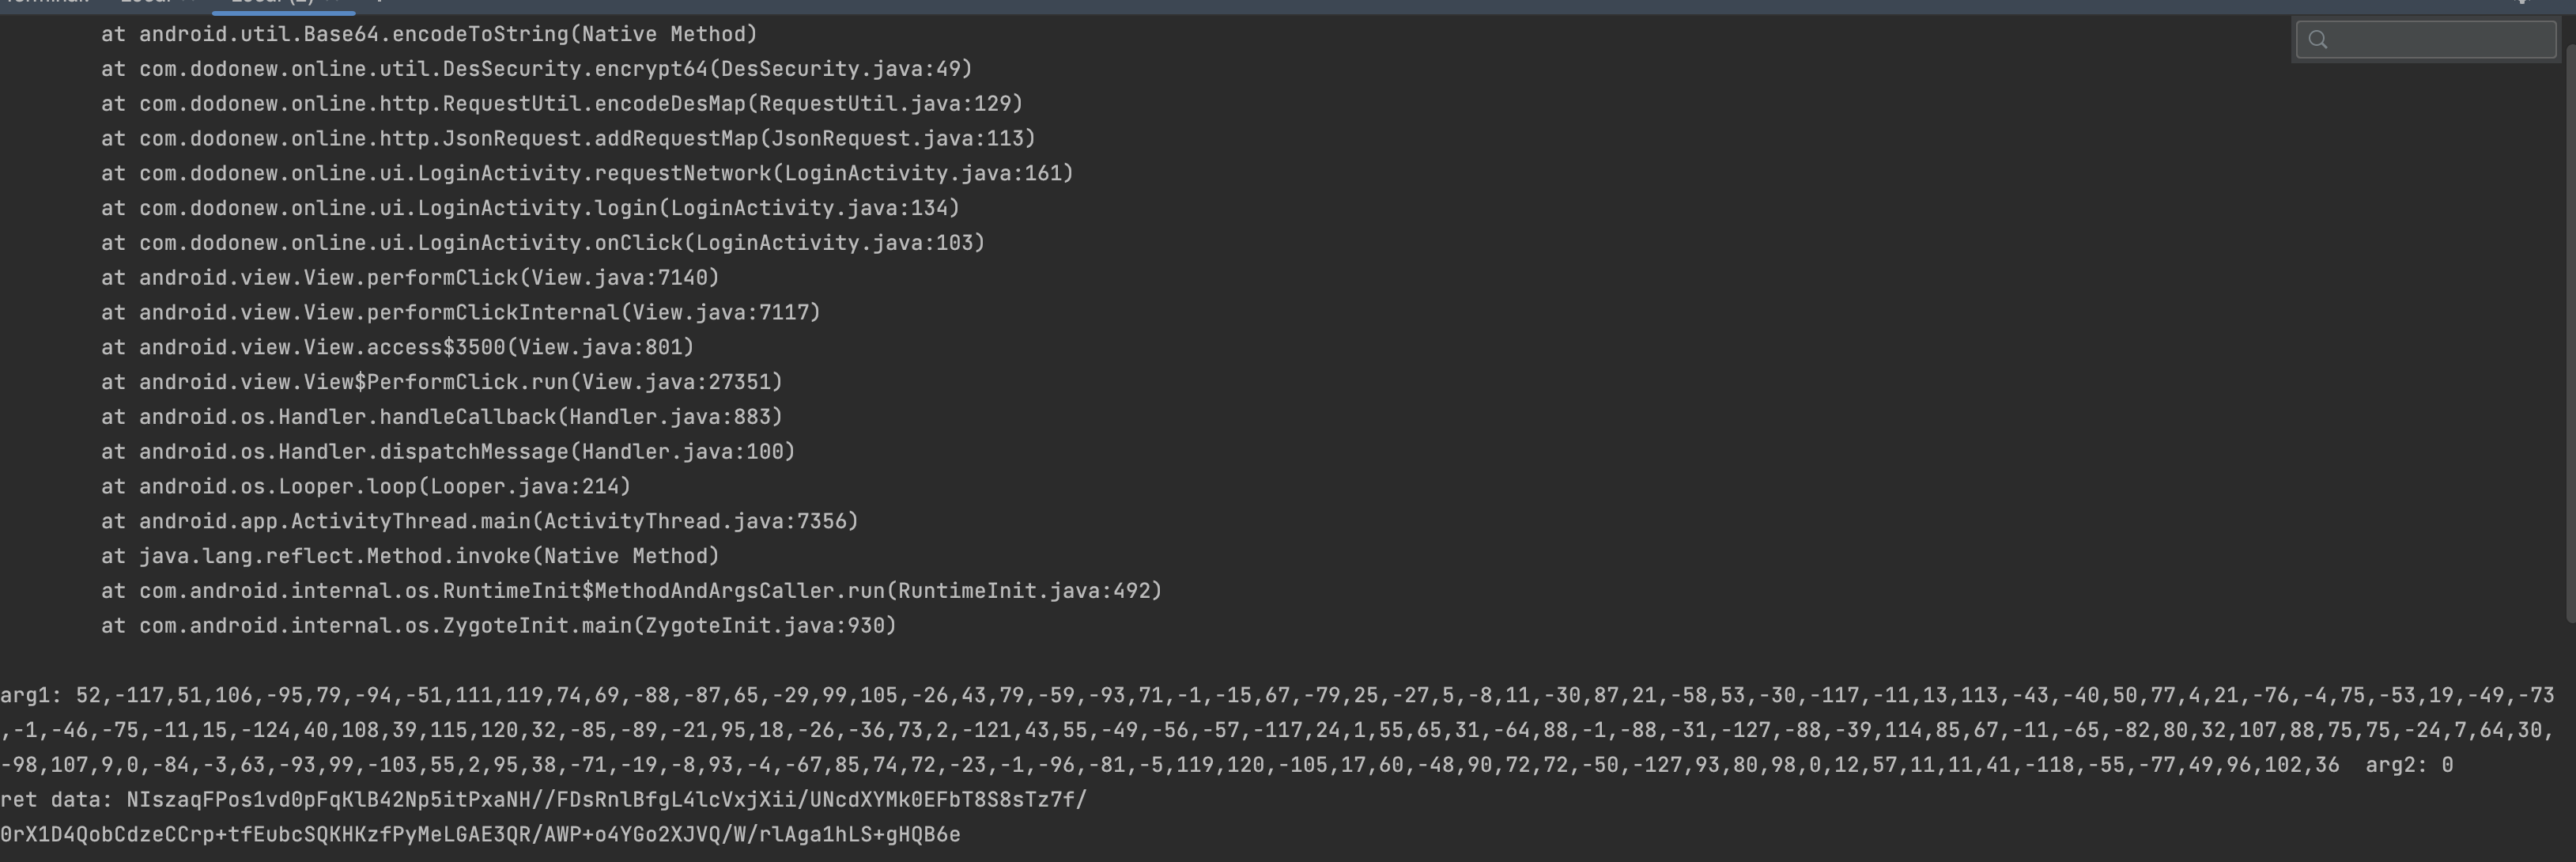 at android.util.Base64.encodeToString(Native Method)
at com.dodonew.online.util.DesSecurity.encrypt64(DesSecurity.java:49)
at com.dodonew.online.http.RequestUtil.encodeDesMap(RequestUtil.java:129)
at com.dodonew.online.http.JsonRequest.addRequestMap(JsonRequest.java:113)
at com.dodonew.online.ui.LoginActivity.requestNetwork(LoginActivity.java:161)
at com.dodonew.online.ui.LoginActivity.login(LoginActivity.java:134)
at com.dodonew.online.ui.LoginActivity.onClick(LoginActivity.java:103)
at android.view.View.performClick(View.java:7140)
at android.view.View.performClickInternal(View.java:7117)
at android.view.View.access$3500(View.java:801)
at android.view.View$PerformClick.run(View.java:27351)
at android.os.Handler.handleCallback(Handler.java:883)
at android.os.Handler.dispatchMessage(Handler.java:100)
at android.os.Looper.loop(Looper.java:214)
at android.app.ActivityThread.main(ActivityThread.java:7356)
at java.lang.reflect.Method.invoke(Native Method)
at com.android.internal.os.RuntimeInit$MethodAndArgsCaller.run(RuntimeInit.java:492)
at com.android.internal.os.ZygoteInit.main(ZygoteInit.java:930)
arg1: 52,-117,51,106,-95,79,-94,-51,111,119,74,69,-88,-87,65,-29,99,105,-26,43,79,-59,-93,71,-1,-15,67,-79,25,-27,5,-8,11,-30,87,21,-58,53,-30,-117,-11,13,113,-43,-40,50,77,4,21,-76,-4,75,-53,19,-49,-73
,-1,-46,-75,-11,15,-124,40,108,39,115,120,32,-85,-89,-21,95,18,-26,-36,73,2,-121,43,55,-49,-56,-57,-117,24,1,55,65,31,-64,88,-1,-88,-31,-127,-88,-39,114,85,67,-11,-65,-82,80,32,107,88,75,75,-24,7,64,30,
-98,107,9,0,-84,-3,63,-93,99,-103,55,2,95,38,-71,-19,-8,93,-4,-67,85,74,72,-23,-1,-96,-81,-5,119,120,-105,17,60,-48,90,72,72,-50,-127,93,80,98,0,12,57,11,11,41,-118,-55,-77,49,96,102,36  arg2: 0
ret data: NIszaqFPos1vd0pFqKlB42Np5itPxaNH//FDsRnlBfgL4lcVxjXii/UNcdXYMk0EFbT8S8sTz7f/
0rX1D4QobCdzeCCrp+tfEubcSQKHKzfPyMeLGAE3QR/AWP+o4YGo2XJVQ/W/rlAga1hLS+gHQB6e